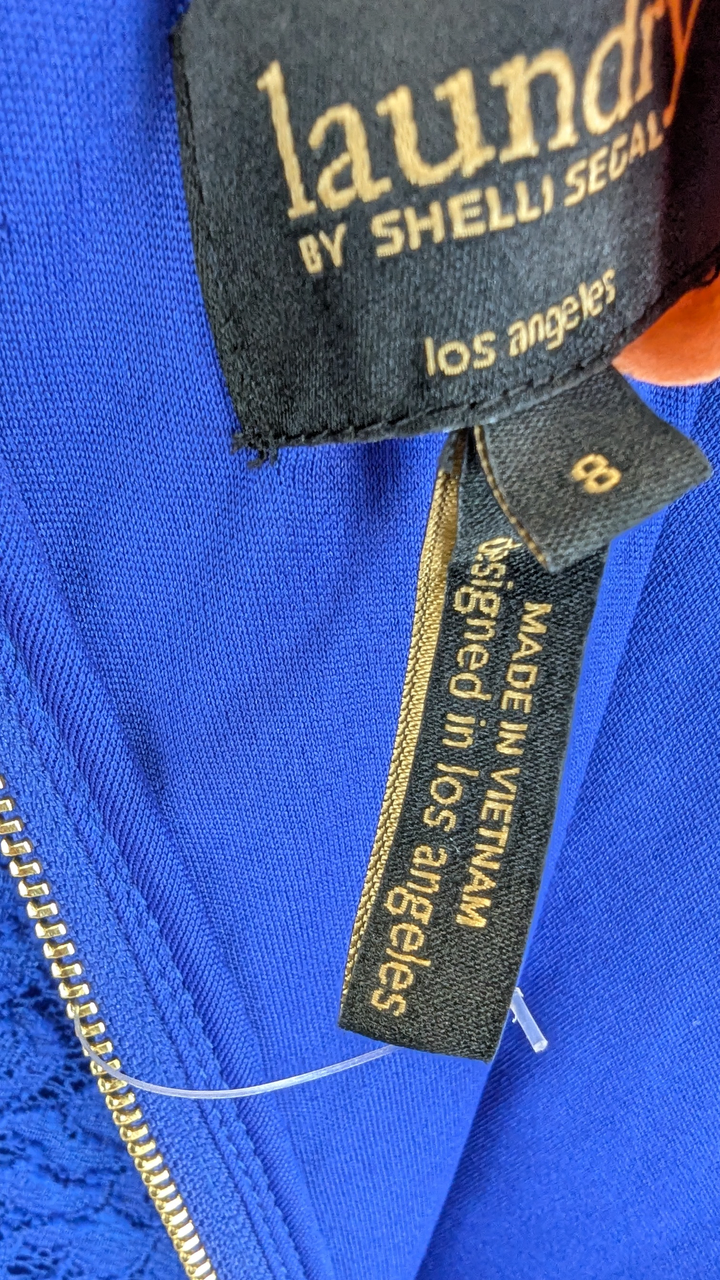 laundry
BY SHELLI SEGAL
los angeles
8
MADE IN VIETNAM
designed in los angeles